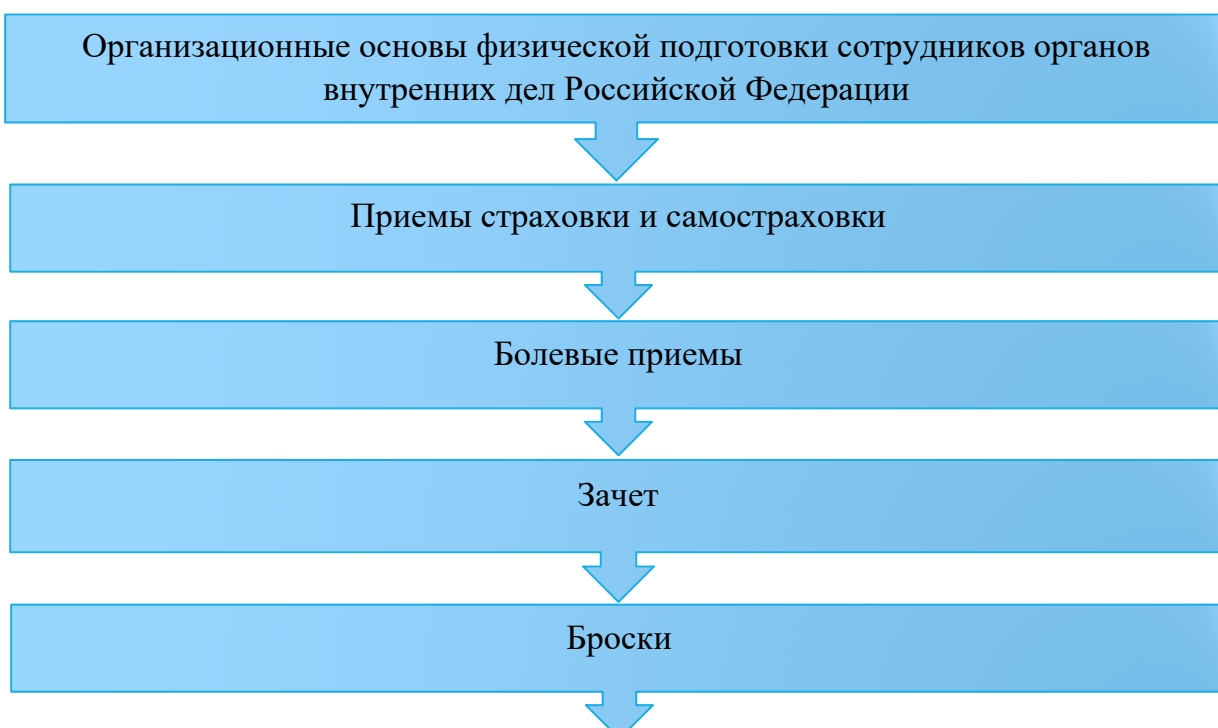 Организационные основы физической подготовки сотрудников органов
внутренних дел Российской Федерации
Приемы страховки и самостраховки
Болевые приемы
Зачет
Броски